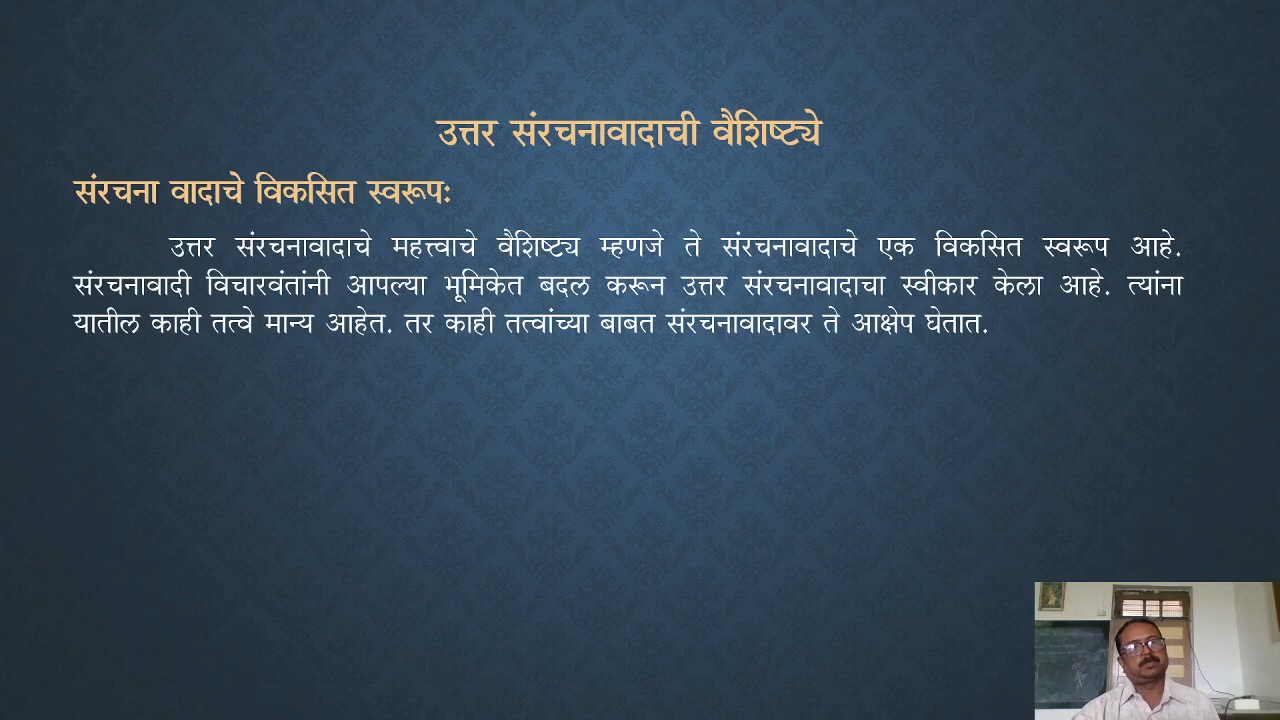 उत्तर संरचनावादाची वैशिष्ट्ये
संरचना वादाचे विकसित स्वरूपः
उत्तर संरचनावादाचे महत्त्वाचे वैशिष्ट्य म्हणजे ते संरचनावादाचे एक विकसित स्वरूप आहे.
संरचनावादी विचारवंतांनी आपल्या भूमिकेत बदल करून उत्तर संरचनावादाचा स्वीकार केला आहे. त्यांना
यातील काही तत्वे मान्य आहेत. तर काही तत्वांच्या बाबत संरचनावादावर ते आक्षेप घेतात.